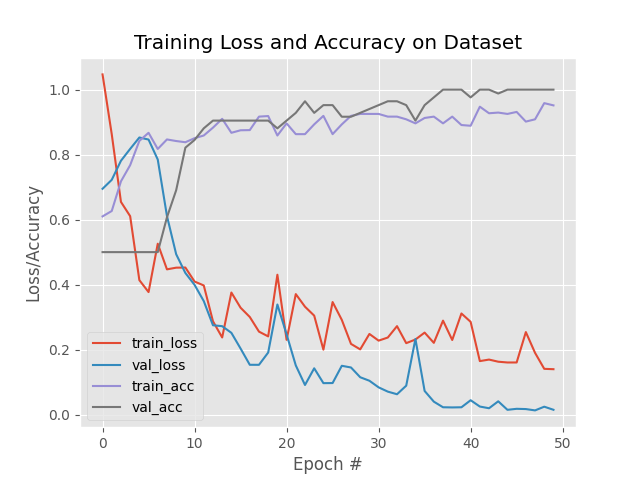 Training Loss and Accuracy on Dataset
Loss/Accuracy
1.0
0.8
0.6
0.4
0.2
0.0
train_loss
val_loss
train_acc
val_acc
0 10 20 30 40 50
Epoch #